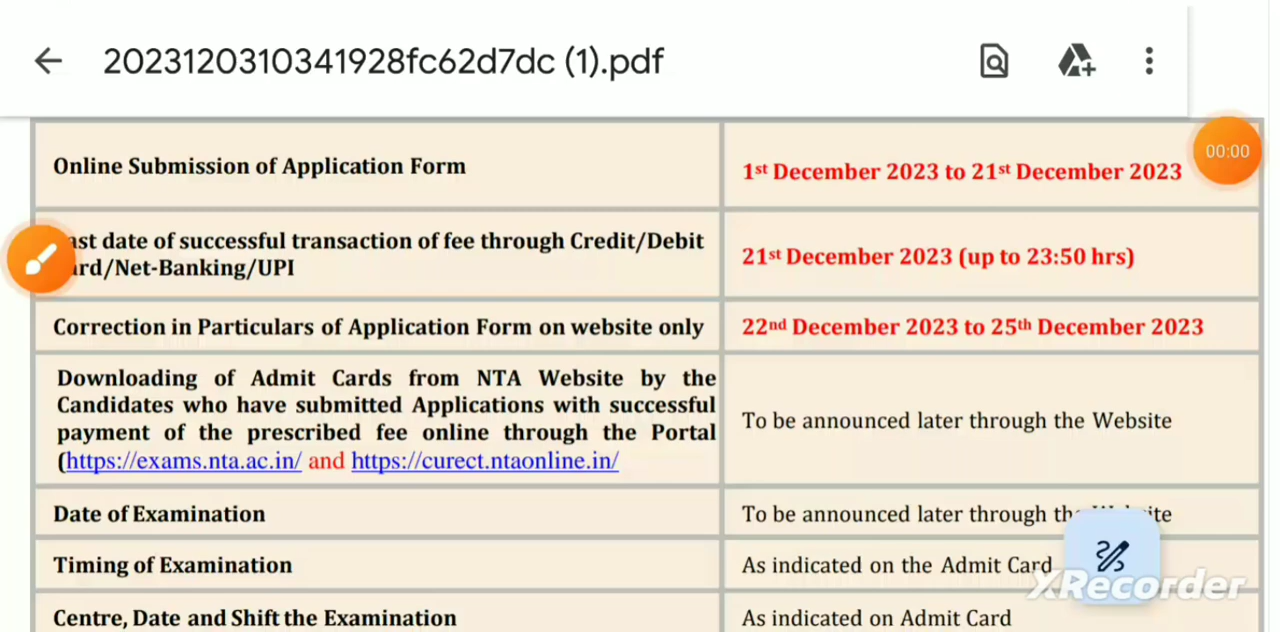 2023120310341928fc62d7dc (1).pdf
Online Submission of Application Form
1st December 2023 to 21st December 2023
00:00
date of successful transaction of fee through Credit/Debit
/Net-Banking/UPI
21st December 2023 (up to 23:50 hrs)
Correction in Particulars of Application Form on website only
22nd December 2023 to 25th December 2023
Downloading of Admit Cards from NTA Website by the
Candidates who have submitted Applications with successful
payment of the prescribed fee online through the Portal
(https://exams.nta.ac.in/ and https://curect.ntaonline.in/
To be announced later through the Website
Date of Examination
To be announced later through
Timing of Examination
As indicated on the Admit Card
XRecorder
Centre, Date and Shift the Examination
As indicated on Admit Card